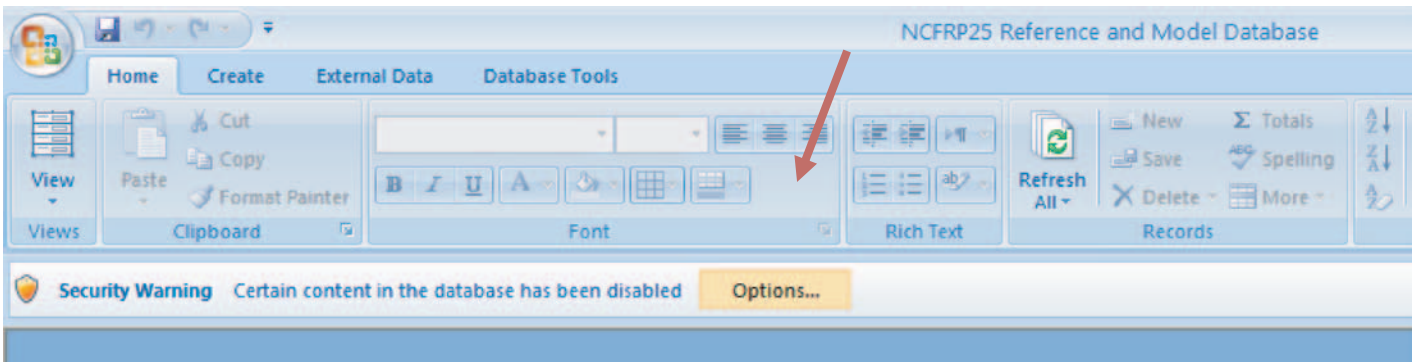 NCFRP25 Reference and Model Database
Home Create External Data Database Tools
View
Views
Paste
Cut
Copy
Format Painter
Clipboard
B I U A
Font
ab
Rich Text
Refresh
All
New
Save
Delete
Σ Totals
ABC Spelling
More
Records
A Z
Z A
A Z
Security Warning Certain content in the database has been disabled Options...